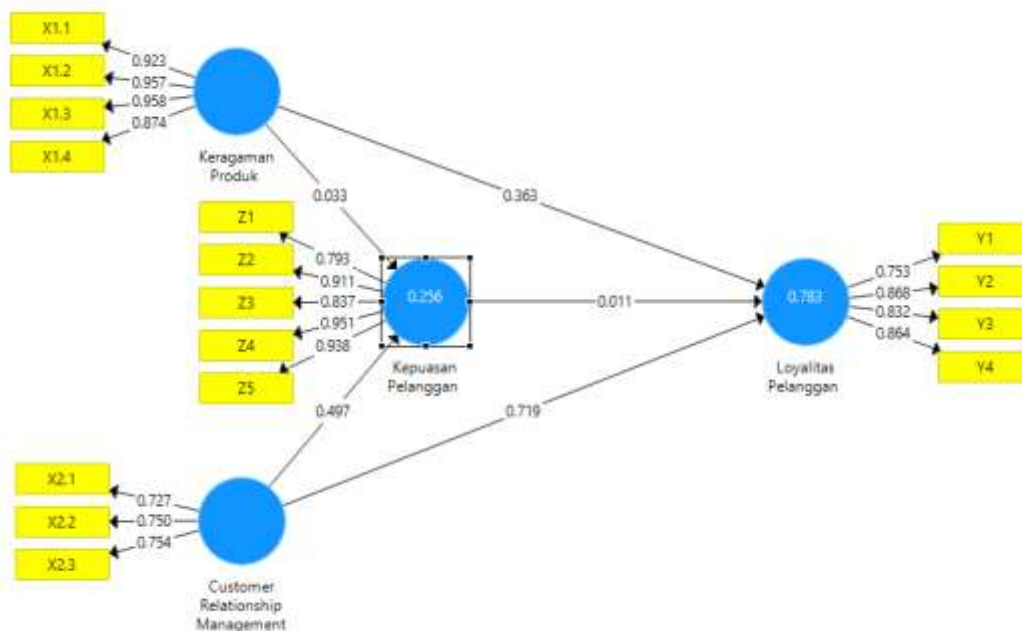 X1.1
X1.2
X1.3
X1.4
0.923
0.957
0.958
0.874
Keragaman
Produk
0.033
0.363
Z1
Z2
Z3
Z4
Z5
0.793
0.911
0.837
0.951
0.938
0.256
Kepuasan
Pelanggan
0.011
0.783
Loyalitas
Pelanggan
0.753
0.868
0.832
0.864
Y1
Y2
Y3
Y4
0.497
0.719
X2.1
X2.2
X2.3
0.727
0.750
0.754
Customer
Relationship
Management